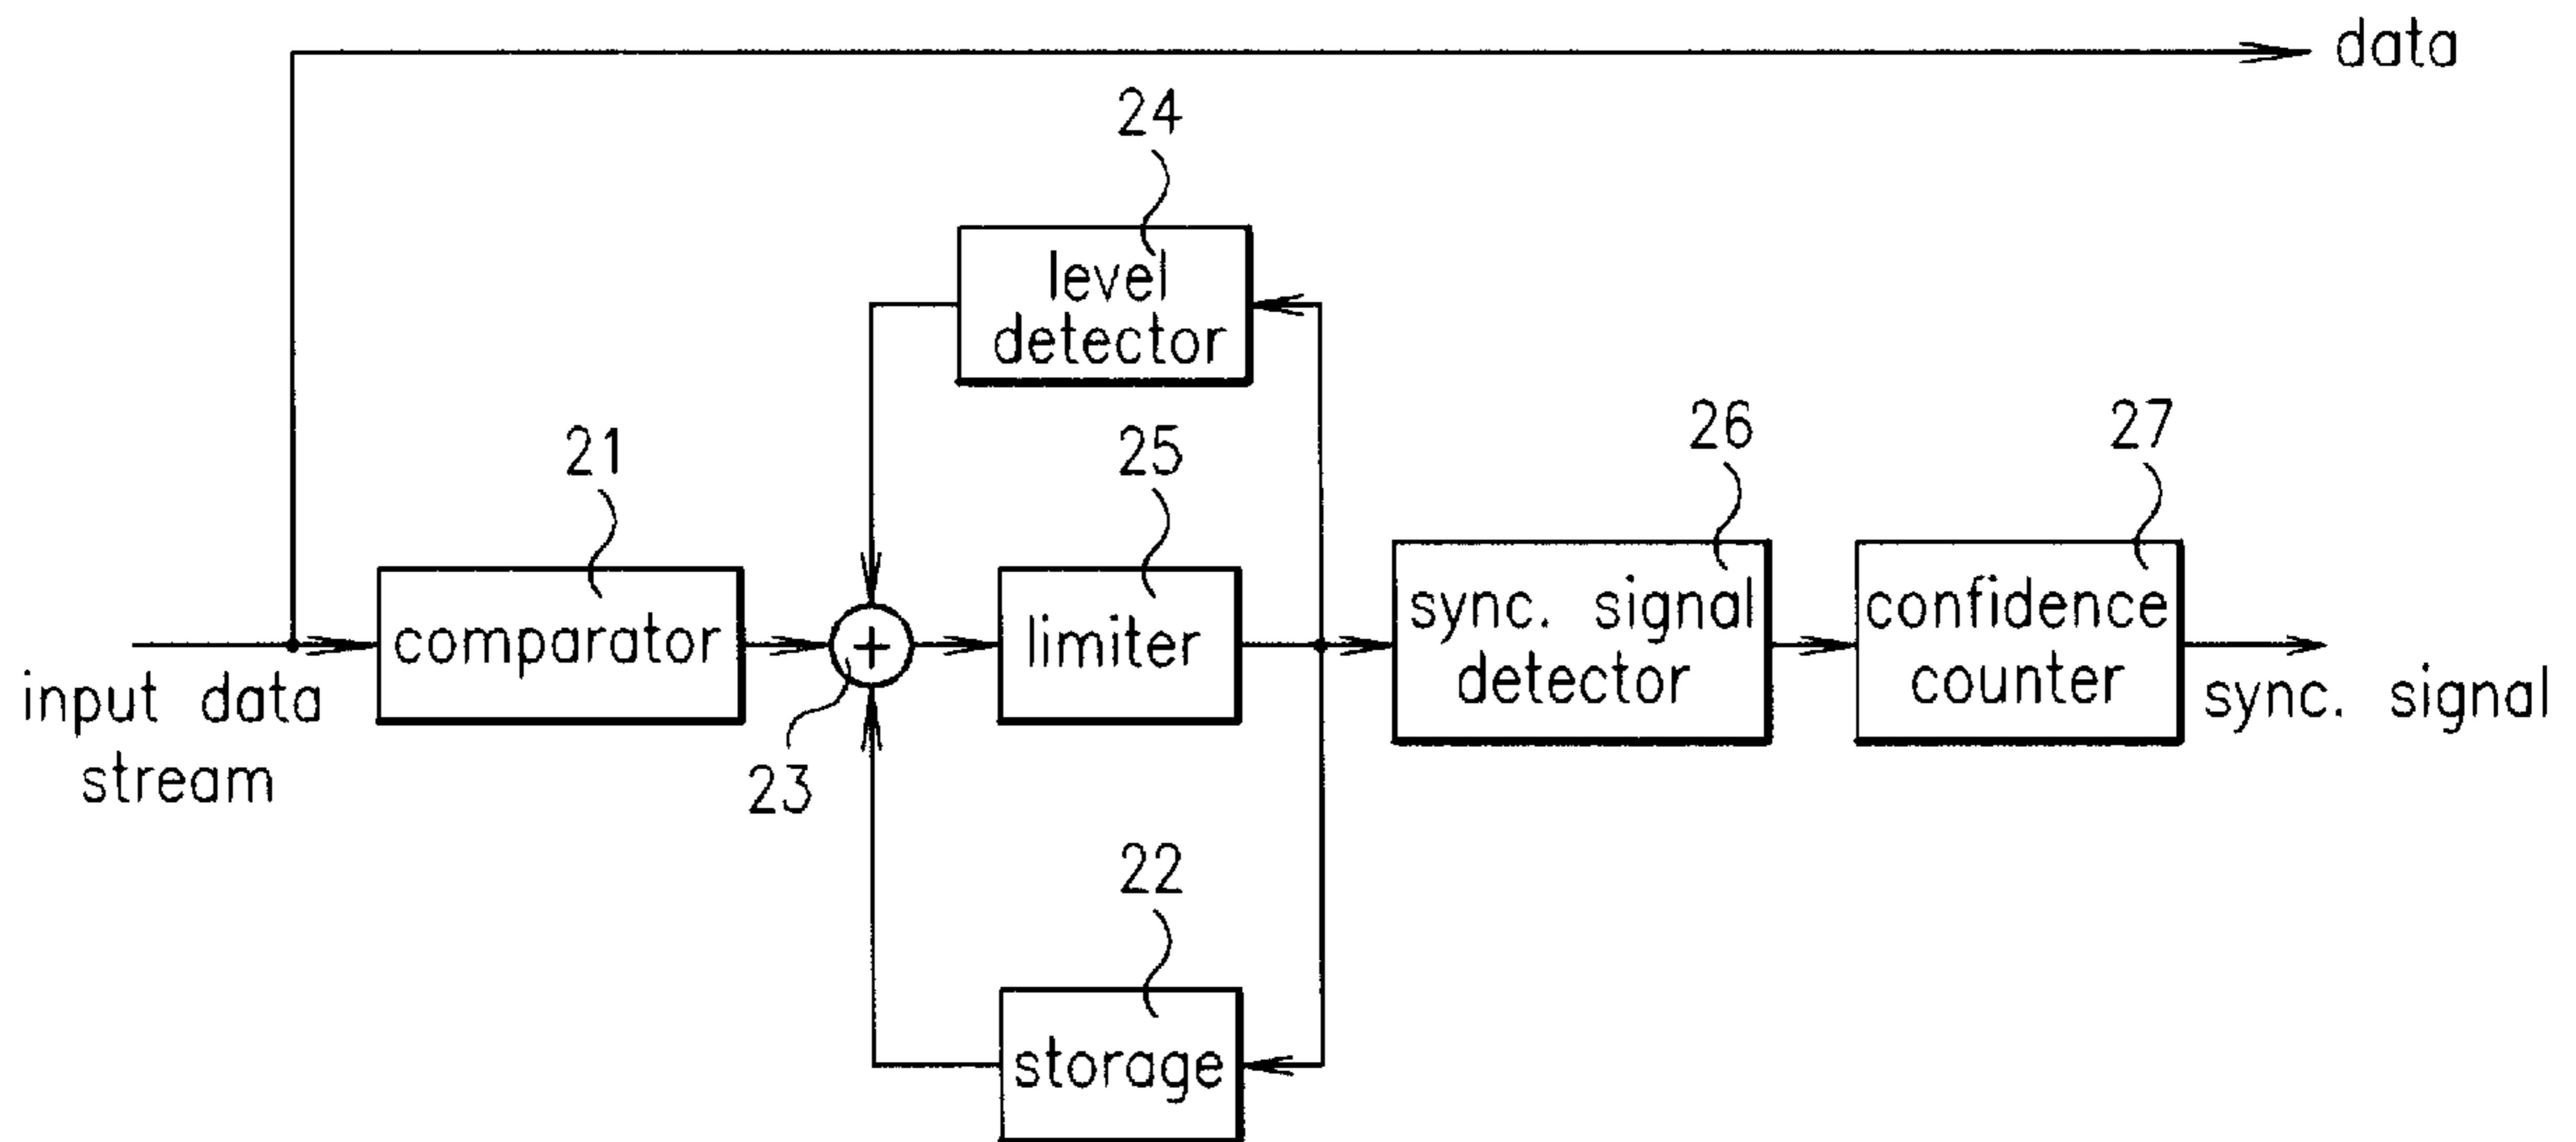 data
24
level
detector
21
25
26
27
comparator
limiter
sync. signal
detector
confidence
counter
input data
stream
sync. signal
23
22
storage